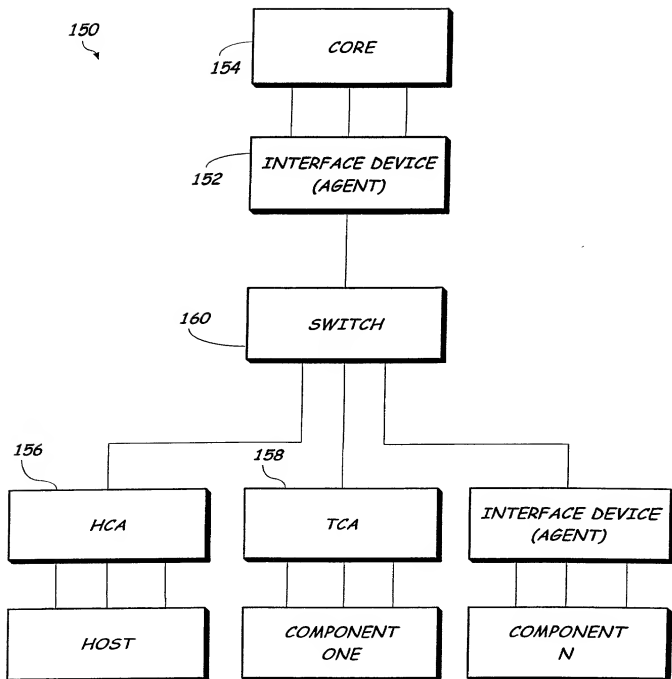 150
CORE
154
INTERFACE DEVICE
(AGENT)
152
160
SWITCH
156
158
HCA
TCA
INTERFACE DEVICE
(AGENT)
HOST
COMPONENT
ONE
COMPONENT
N